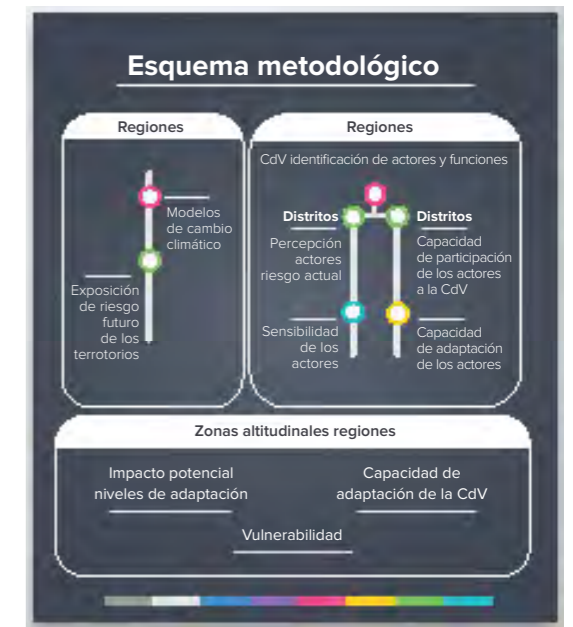 Esquema metodológico
Regiones
Modelos
de cambio
climático
Exposición
de riesgo
futuro
de los
terrotorios
Regiones
CdV identificación de actores y funciones
Distritos
Percepción
actores
riesgo actual
Sensibilidad
de los
actores
Distritos
Capacidad
de participación
de los actores
a la CdV
Capacidad
de adaptación
de los actores
Zonas altitudinales regiones
Impacto potencial
niveles de adaptación
Capacidad de
adaptación de la CdV
Vulnerabilidad